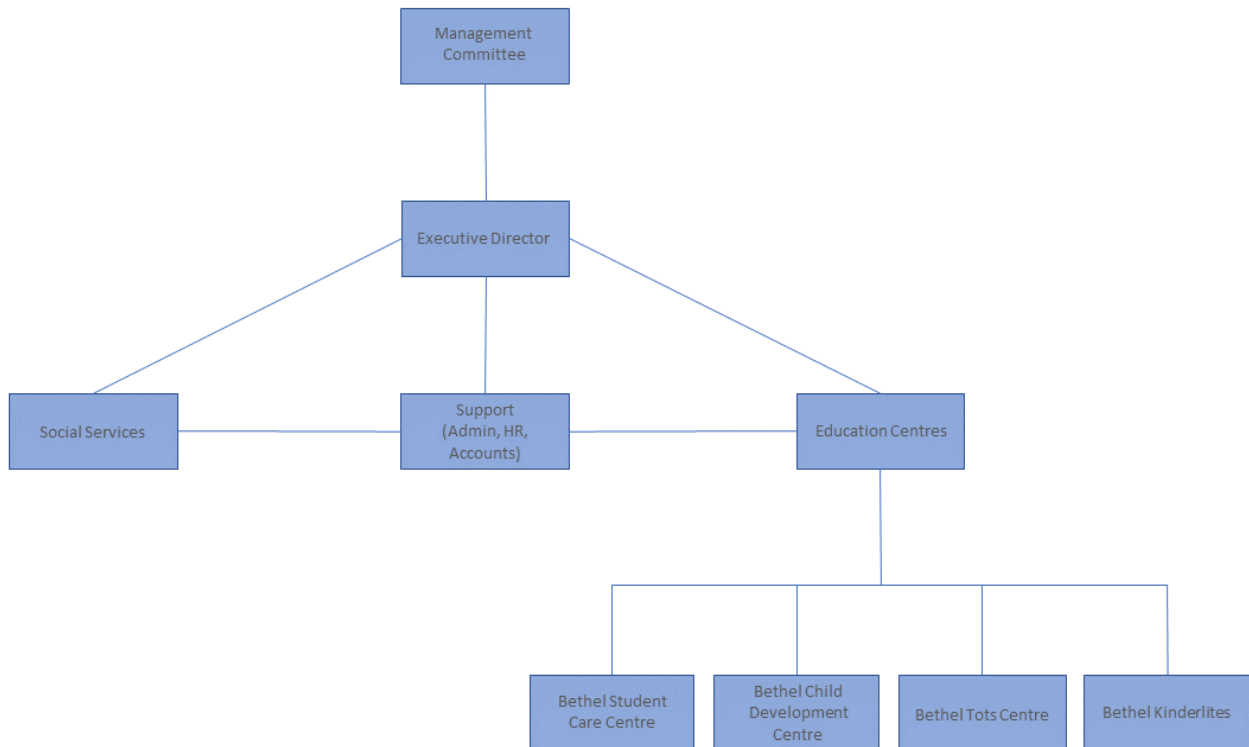 Management
Committee
Executive Director
Social Services
Support
(Admin, HR,
Accounts)
Education Centres
Bethel Student
Care Centre
Bethel Child
Development
Centre
Bethel Tots Centre
Bethel Kinderlites